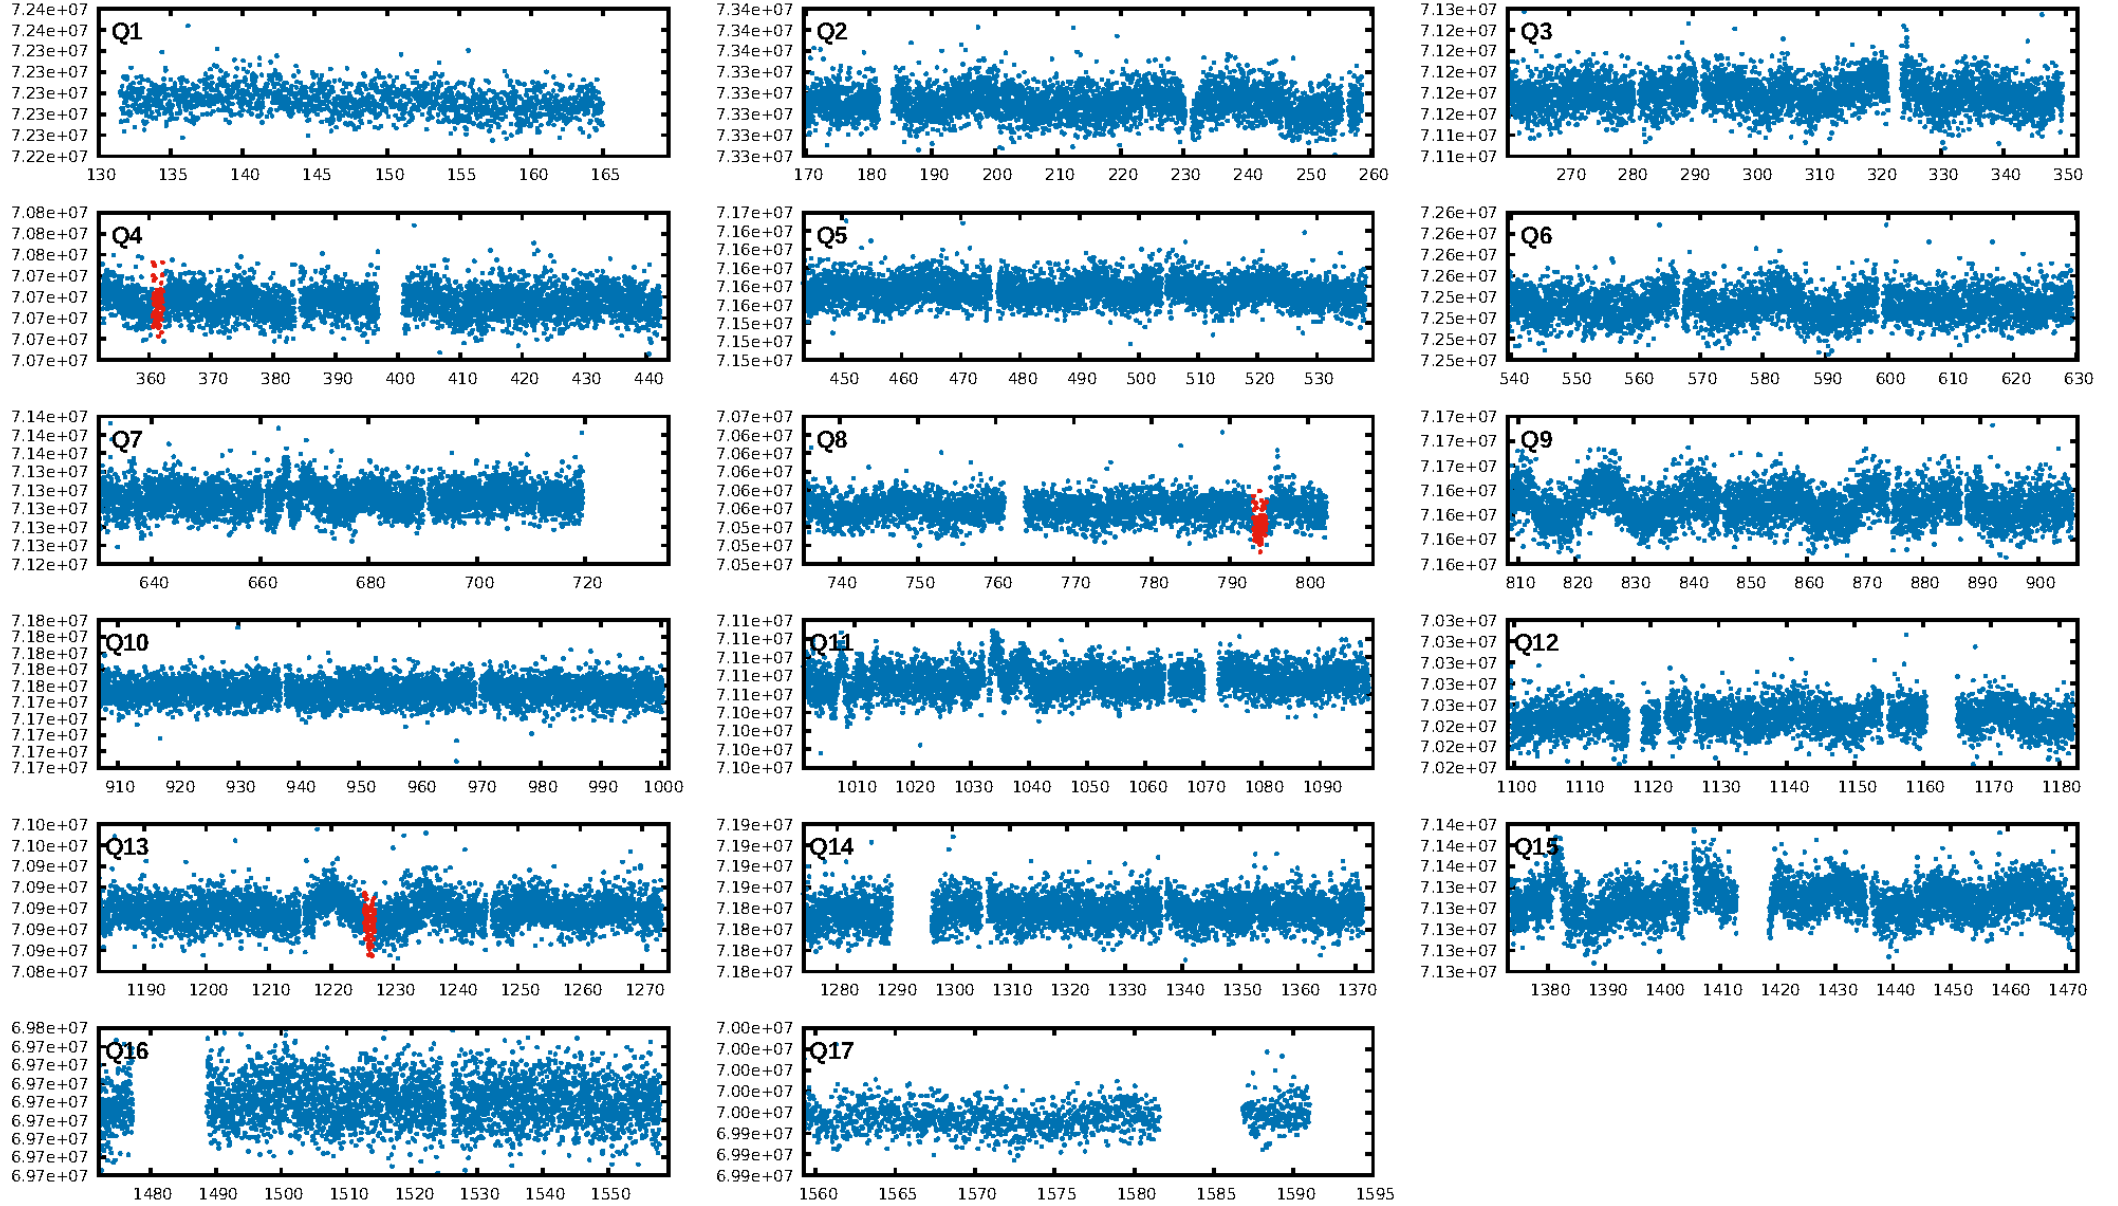 7.24e+07 7.24e+07 7.23e+07 7.23e+07 7.23e+07 7.23e+07 7.23e+07 7.22e+07
Q1
130 135 140 145 150 155 160 165
7.34e+07 7.34e+07 7.34e+07 7.33e+07 7.33e+07 7.33e+07 7.33e+07 7.33e+07
Q2
170 180 190 200 210 220 230 240 250 260
7.13e+07 7.12e+07 7.12e+07 7.12e+07 7.12e+07 7.12e+07 7.11e+07 7.11e+07
Q3
270 280 290 300 310 320 330 340 350
7.08e+07 7.08e+07 7.08e+07 7.07e+07 7.07e+07 7.07e+07 7.07e+07 7.07e+07
Q4
360 370 380 390 400 410 420 430 440
7.17e+07 7.16e+07 7.16e+07 7.16e+07 7.16e+07 7.16e+07 7.15e+07 7.15e+07 7.15e+07
Q5
450 460 470 480 490 500 510 520 530
7.26e+07 7.26e+07 7.26e+07 7.26e+07 7.25e+07 7.25e+07 7.25e+07 7.25e+07
Q6
540 550 560 570 580 590 600 610 620 630
7.14e+07 7.14e+07 7.14e+07 7.13e+07 7.13e+07 7.13e+07 7.13e+07 7.13e+07 7.12e+07
Q7
640 660 680 700 720
7.07e+07 7.06e+07 7.06e+07 7.06e+07 7.06e+07 7.06e+07 7.05e+07 7.05e+07 7.05e+07
Q8
740 750 760 770 780 790 800
7.17e+07 7.17e+07 7.17e+07 7.16e+07 7.16e+07 7.16e+07 7.16e+07
Q9
810 820 830 840 850 860 870 880 890 900
7.18e+07 7.18e+07 7.18e+07 7.18e+07 7.18e+07 7.17e+07 7.17e+07 7.17e+07 7.17e+07 7.17e+07
Q10
910 920 930 940 950 960 970 980 990 1000
7.11e+07 7.11e+07 7.11e+07 7.11e+07 7.11e+07 7.10e+07 7.10e+07 7.10e+07 7.10e+07
Q11
1010 1020 1030 1040 1050 1060 1070 1080 1090
7.03e+07 7.03e+07 7.03e+07 7.03e+07 7.03e+07 7.02e+07 7.02e+07 7.02e+07
Q12
1100 1110 1120 1130 1140 1150 1160 1170 1180
7.10e+07 7.10e+07 7.09e+07 7.09e+07 7.09e+07 7.09e+07 7.09e+07 7.08e+07
Q13
1190 1200 1210 1220 1230 1240 1250 1260 1270
7.19e+07 7.19e+07 7.19e+07 7.19e+07 7.18e+07 7.18e+07 7.18e+07 7.18e+07
Q14
1280 1290 1300 1310 1320 1330 1340 1350 1360 1370
7.14e+07 7.14e+07 7.14e+07 7.13e+07 7.13e+07 7.13e+07 7.13e+07 7.13e+07
Q15
1380 1390 1400 1410 1420 1430 1440 1450 1460 1470
6.98e+07 6.97e+07 6.97e+07 6.97e+07 6.97e+07 6.97e+07 6.97e+07 6.97e+07 6.97e+07
Q16
1480 1490 1500 1510 1520 1530 1540 1550
7.00e+07 7.00e+07 7.00e+07 7.00e+07 7.00e+07 6.99e+07 6.99e+07 6.99e+07
Q17
1560 1565 1570 1575 1580 1585 1590 1595